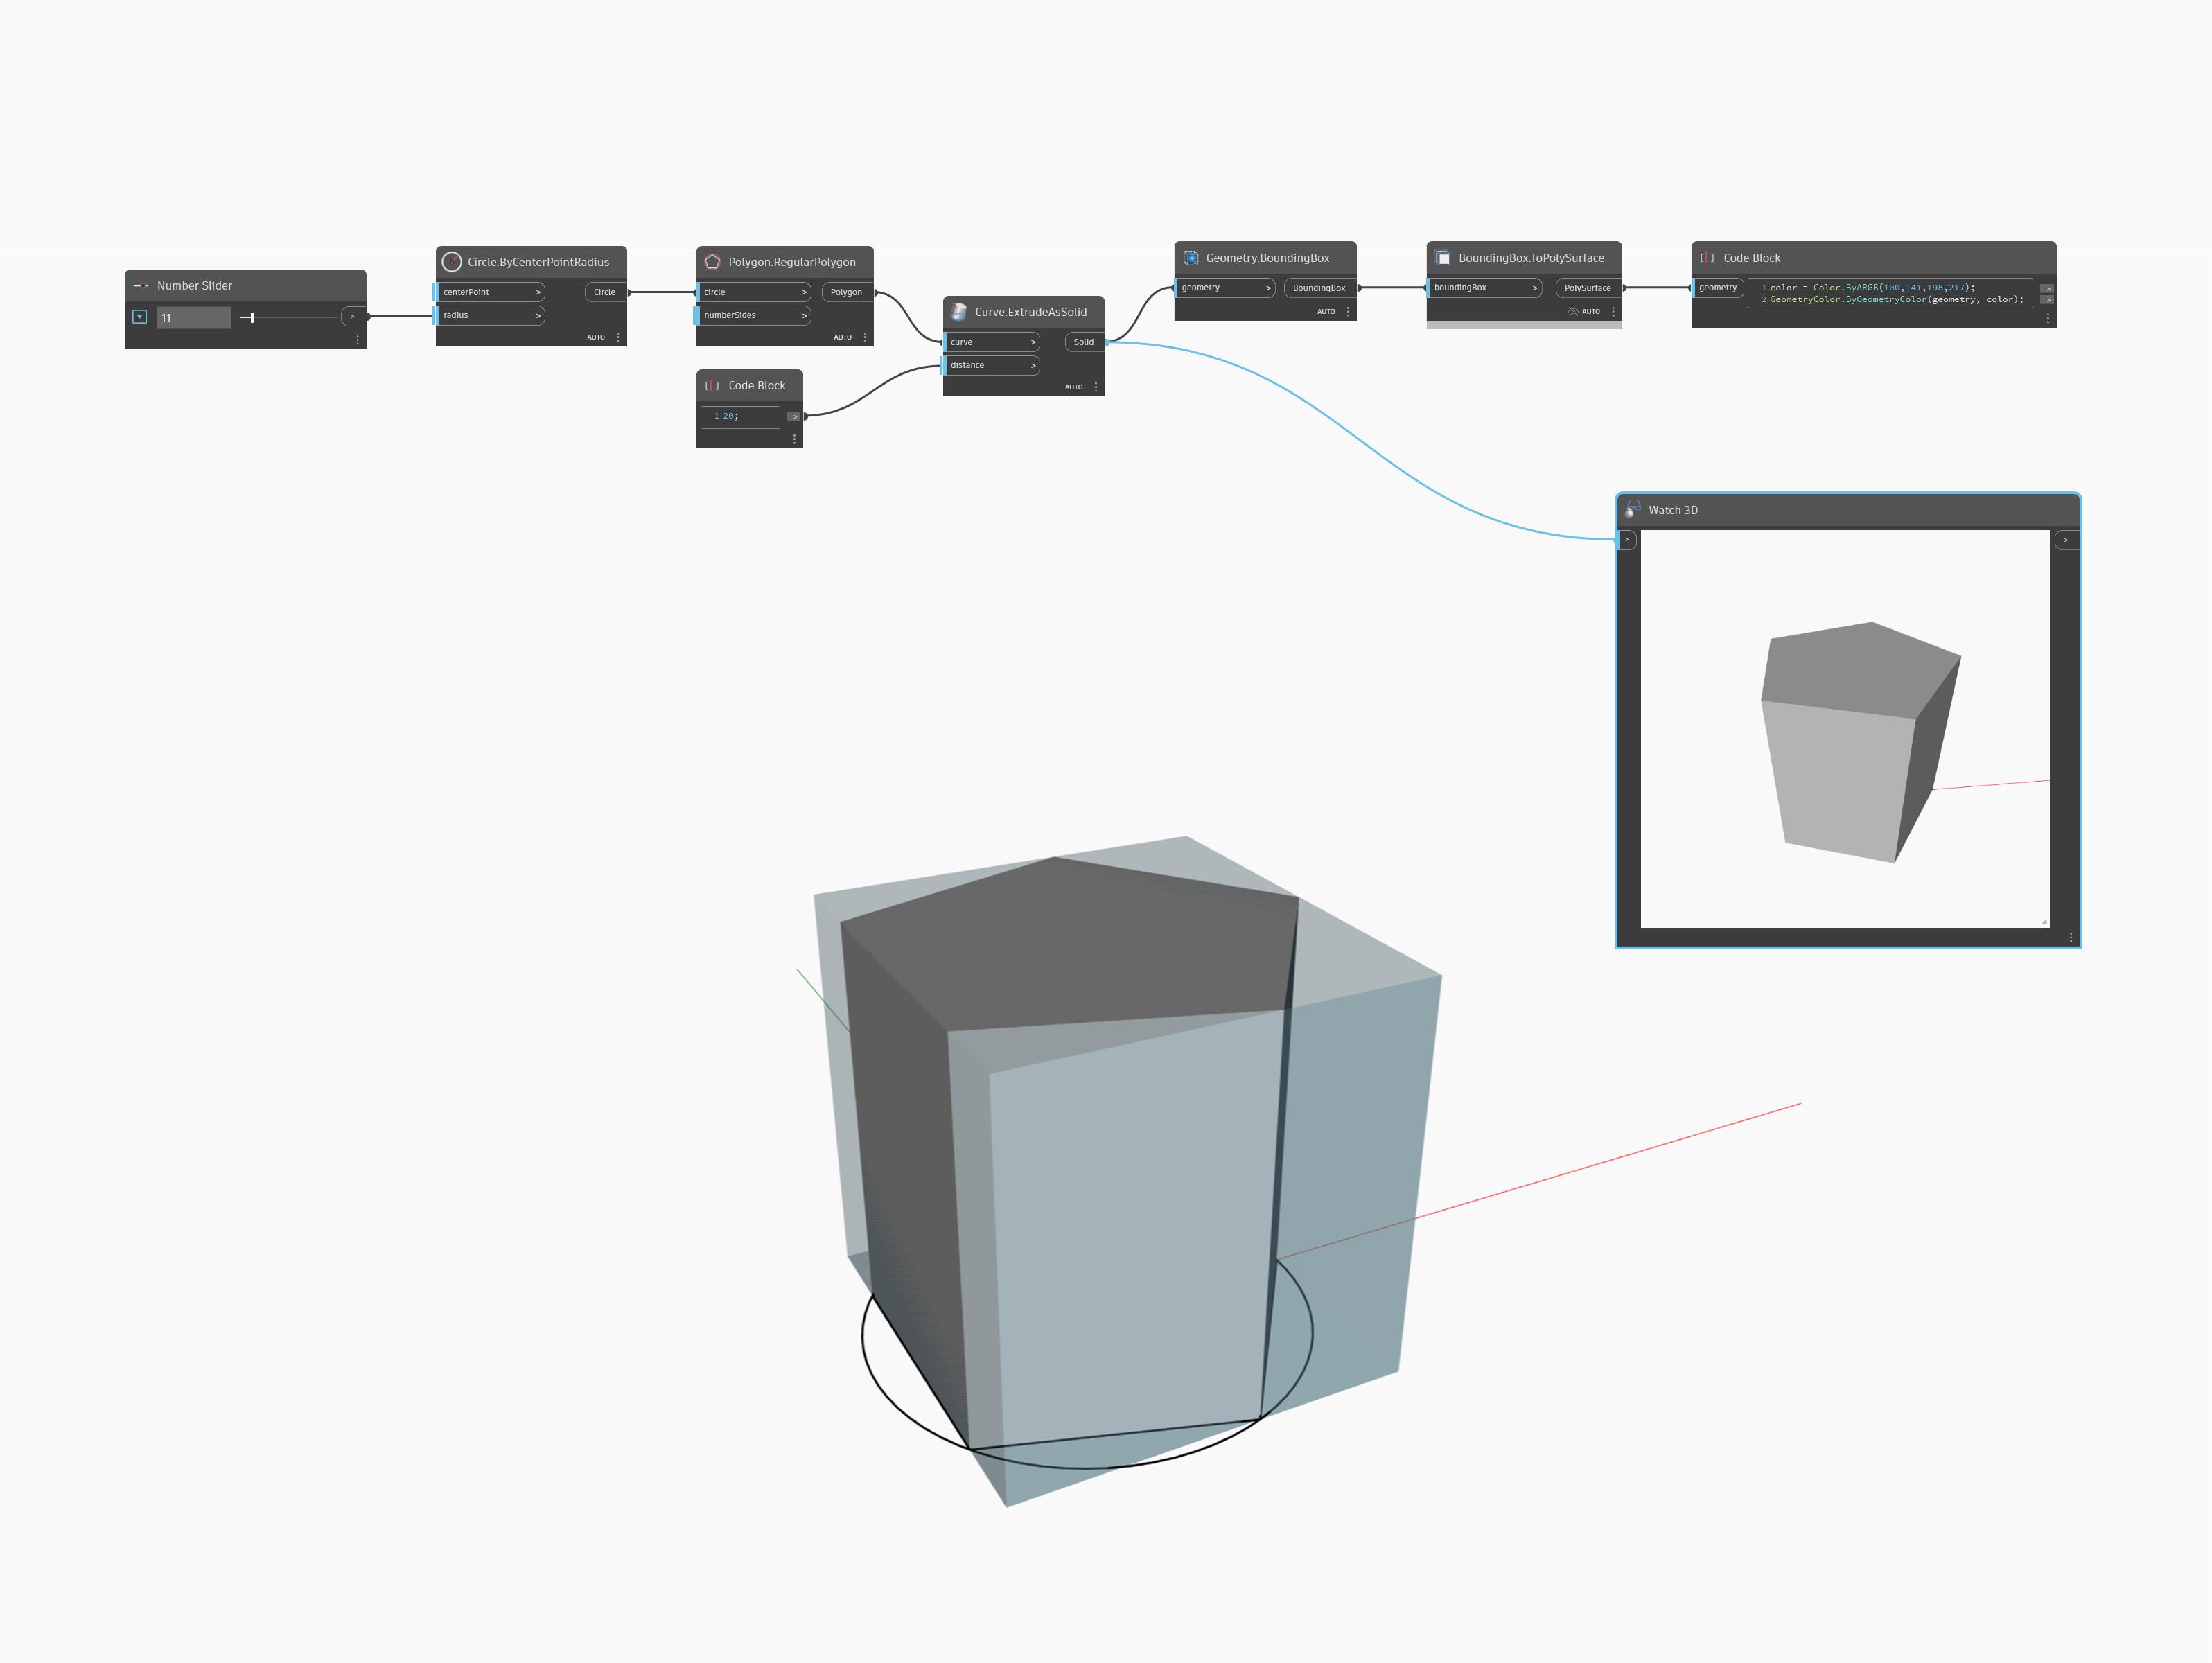 Number Slider
11
>
Circle.ByCenterPointRadius
centerPoint >
Circle
radius >
AUTO
Polygon.RegularPolygon
circle >
Polygon
numberSides >
AUTO
Code Block
1 20;
>
Curve.ExtrudeAsSolid
curve >
Solid
distance >
AUTO
Geometry.BoundingBox
geometry >
BoundingBox
AUTO
BoundingBox.ToPolySurface
boundingBox >
PolySurface
AUTO
Code Block
geometry
1 color = Color.ByARGB(100,141,198,217);
>
2 GeometryColor.ByGeometryColor(geometry, color);
>
Watch 3D
>
>